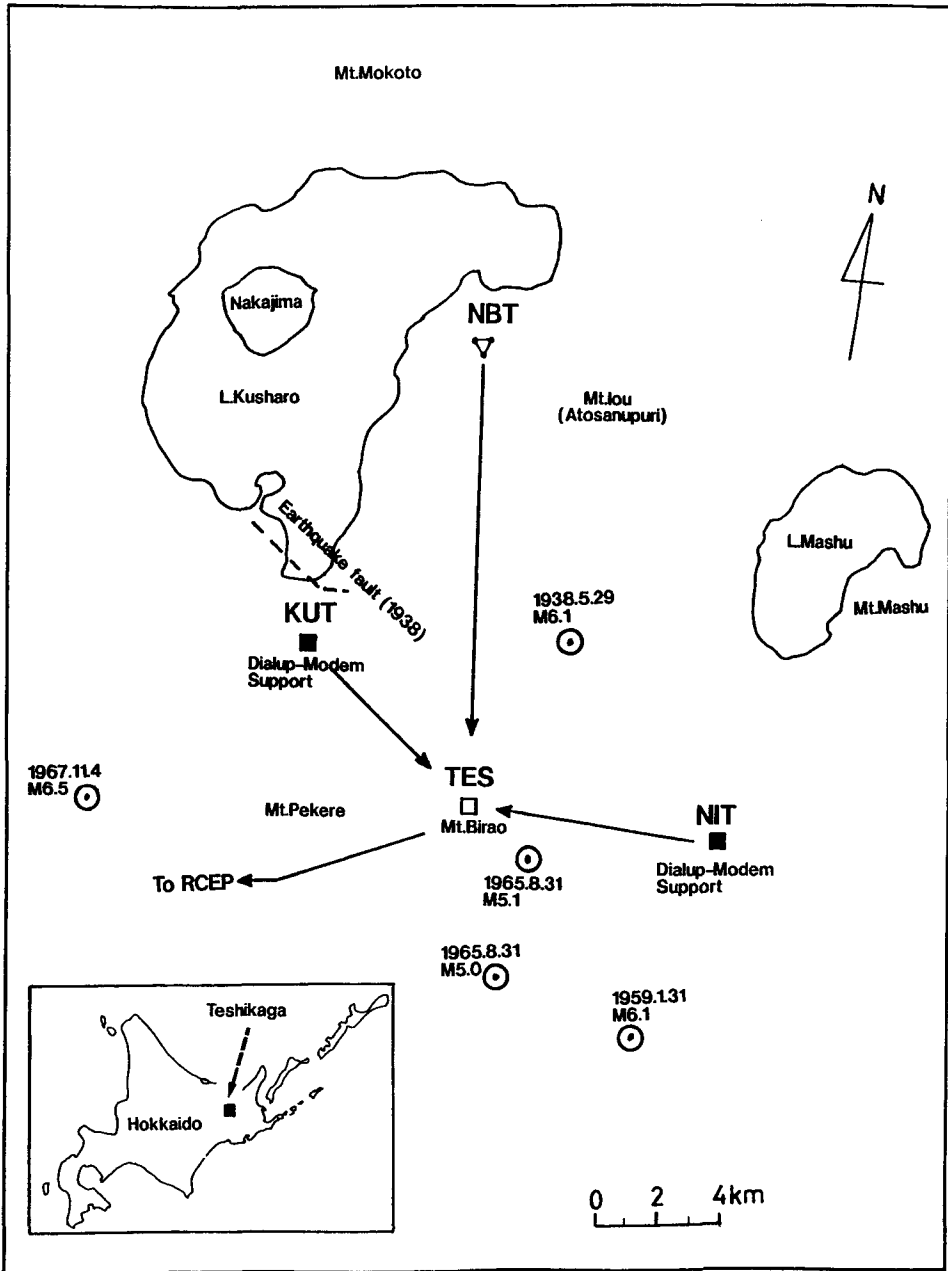 Mt.Mokoto
N
Nakajima
NBT
L.Kusharo
Mt.Iou
(Atosanupuri)
Earthquake fault (1938)
L.Mashu
Mt.Mashu
1938.5.29
M6.1
KUT
Dialup-Modem
Support
1967.11.4
M6.5
TES
Mt.Pekere
Mt.Birao
NIT
Dialup-Modem
Support
To RCEP
1965.8.31
M5.1
1965.8.31
M5.0
1959.1.31
M6.1
Teshikaga
Hokkaido
0 2 4km